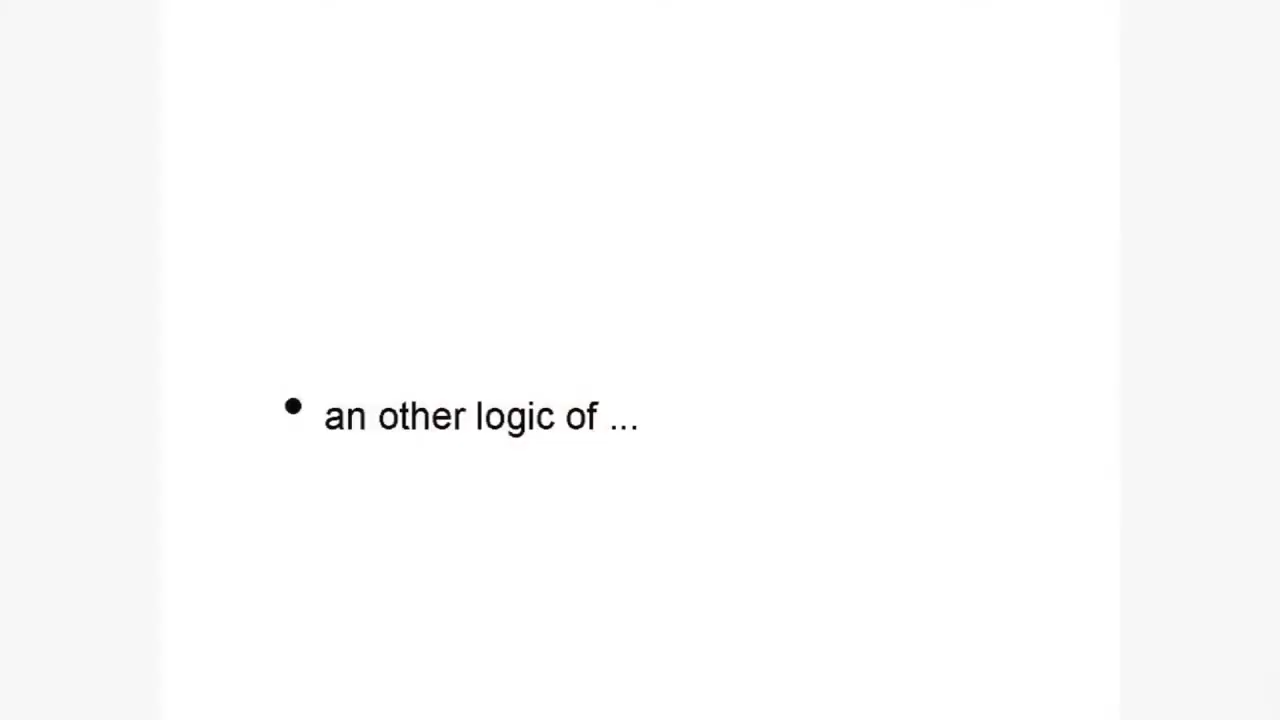 • an other logic of ...